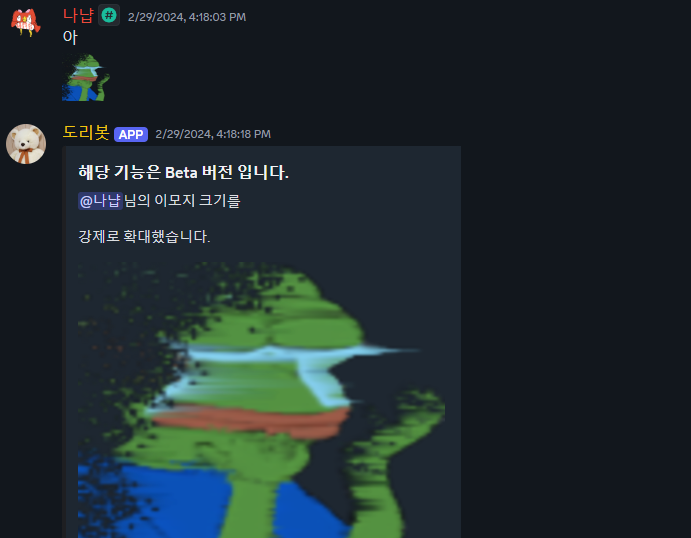 나냡 # 2/29/2024, 4:18:03 PM
아
도리봇 APP 2/29/2024, 4:18:18 PM
해당 기능은 Beta 버전 입니다.
@나냡님의 이모지 크기를
강제로 확대했습니다.